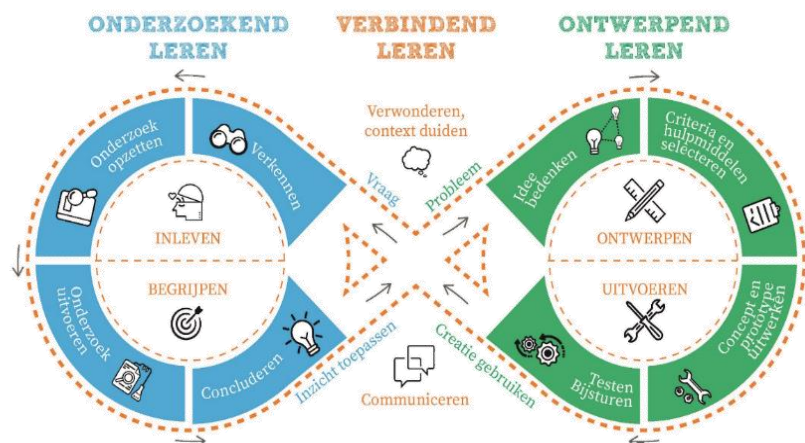 ONDERZOEKEND
LEREN
VERBINDEND
LEREN
ONTWERPEND
LEREN
Verwonderen,
context duiden
Onderzoek
opzetten
Verkennen
Vraag
Probleem
Idee
bedenken
Criteria en
hulpmiddelen
selecteren
INLEVEN
ONTWERPEN
BEGRIJPEN
UITVOEREN
Onderzoek
uitvoeren
Concluderen
Inzicht toepassen
Creatie gebruiken
Testen
Bijsturen
Concept en
prototype
uitwerken
Communiceren